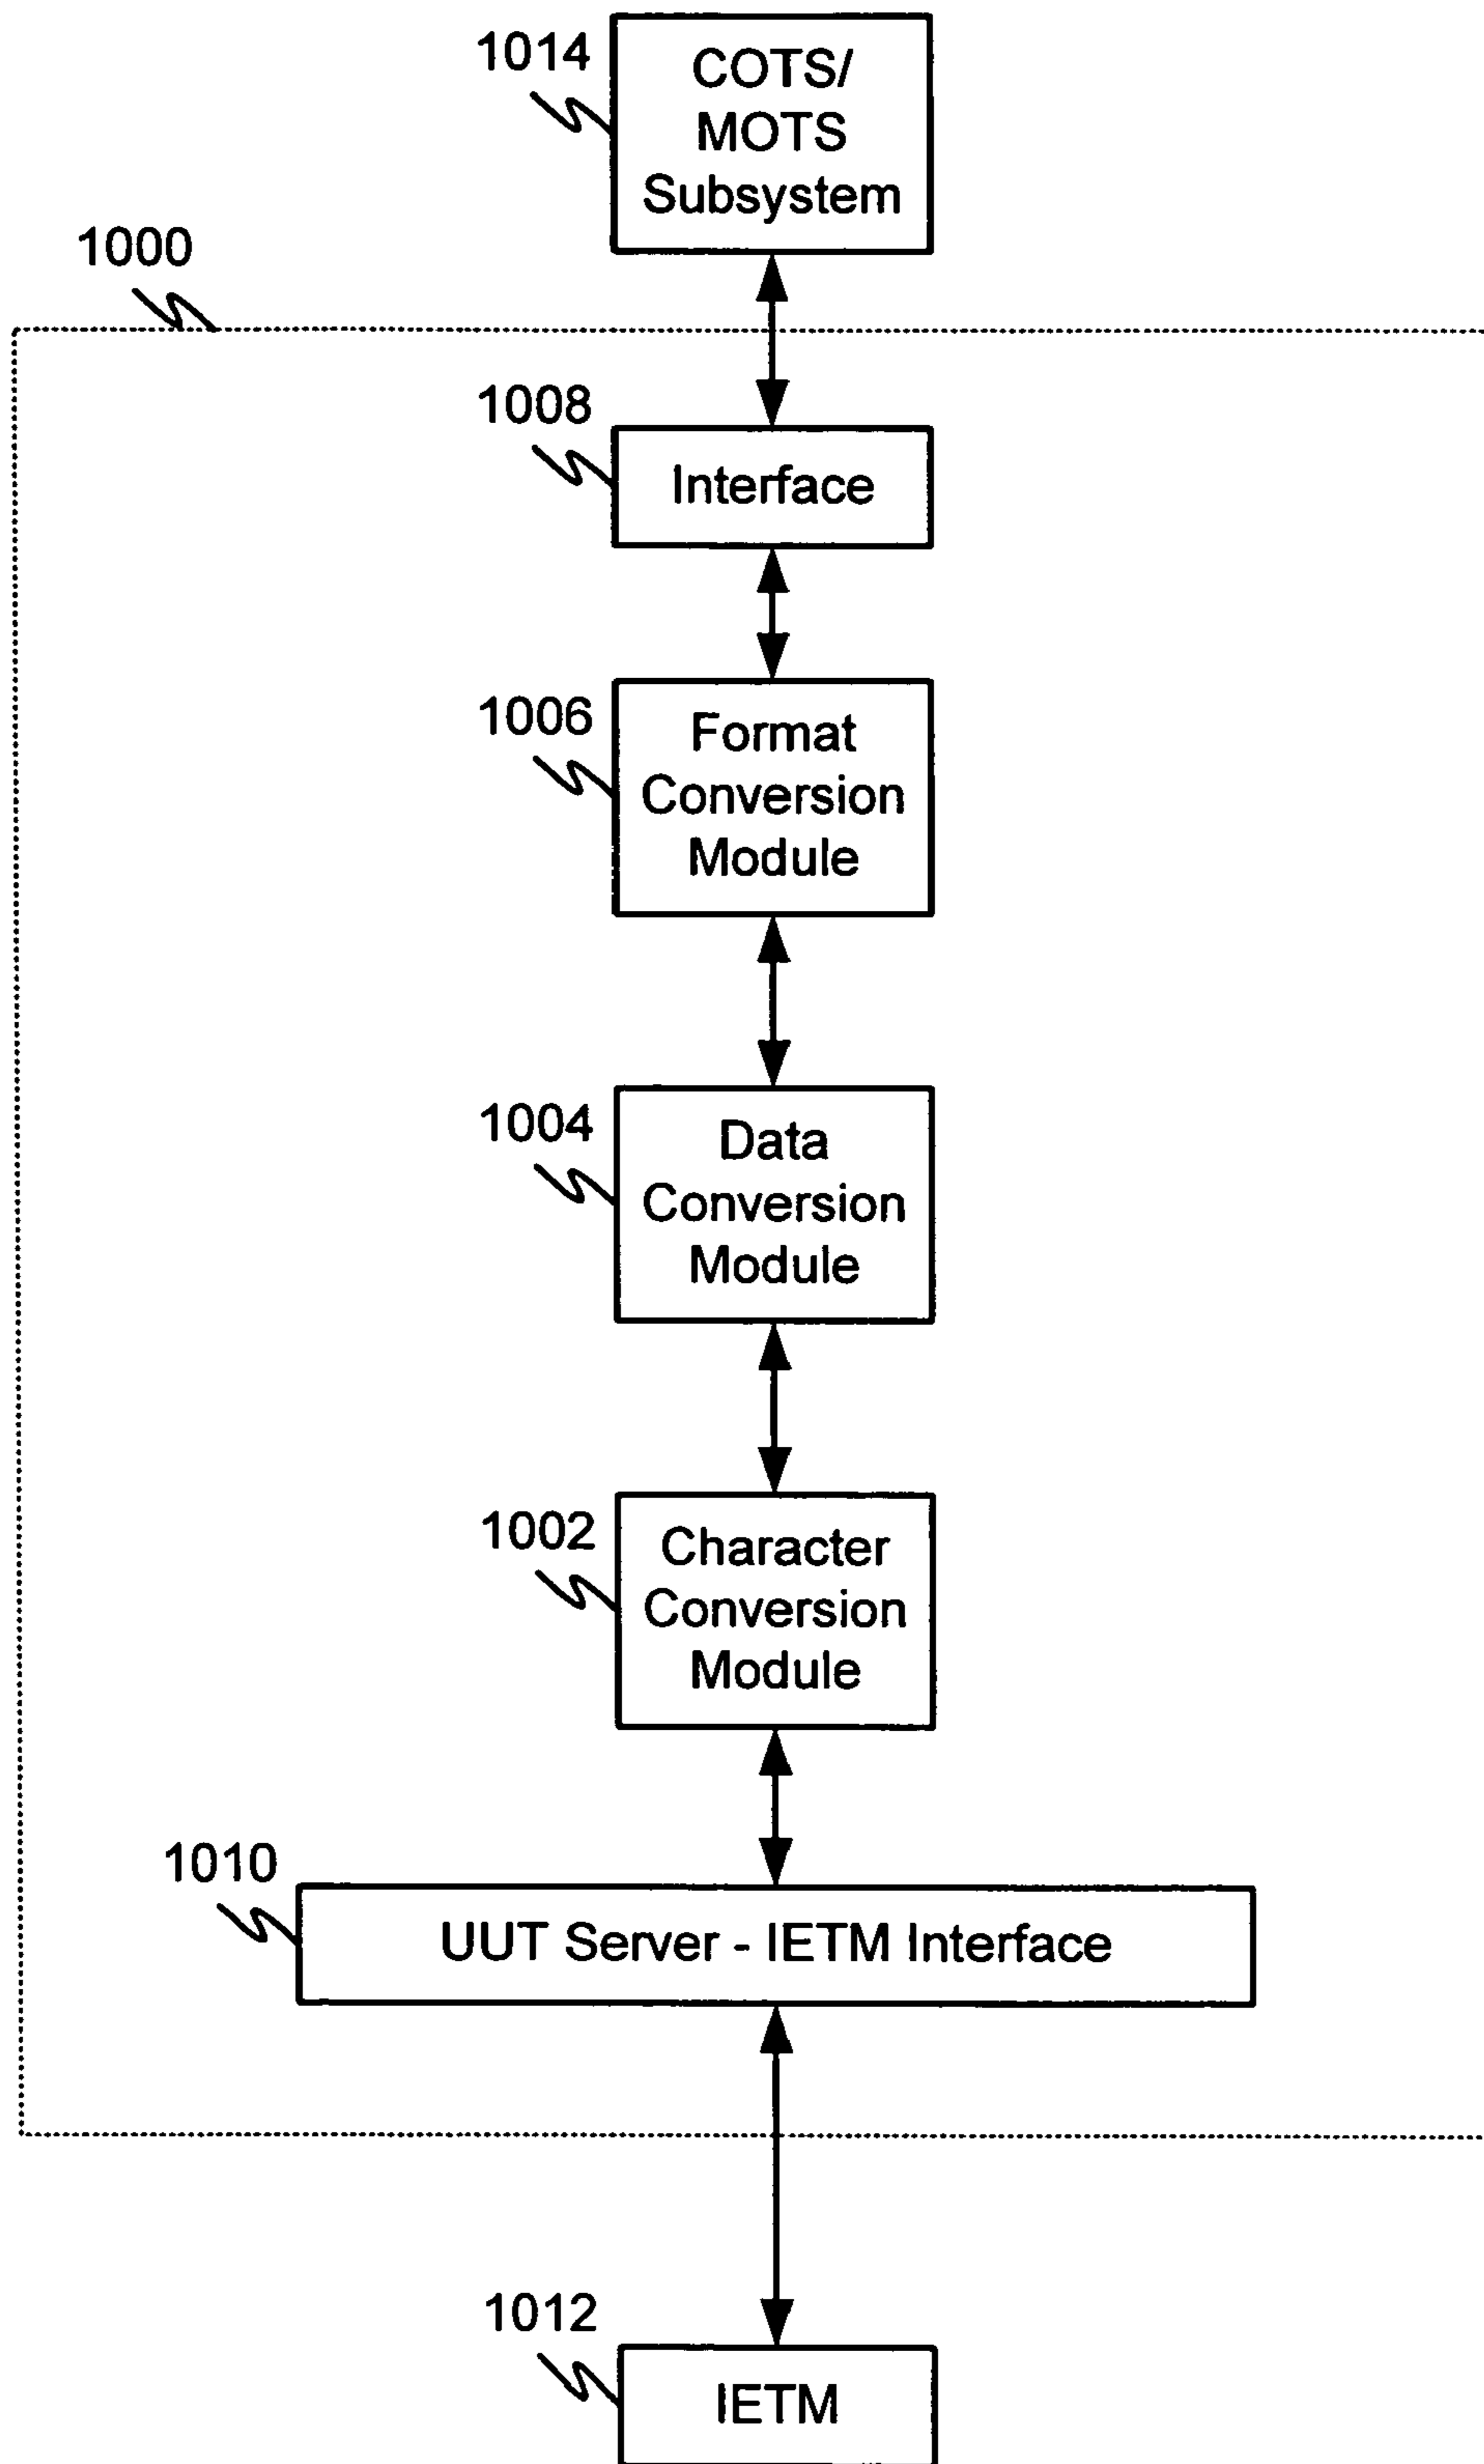 1014
COTS/
MOTS
Subsystem
1000
1008
Interface
1006
Format
Conversion
Module
1004
Data
Conversion
Module
1002
Character
Conversion
Module
1010
UUT Server - IETM Interface
1012
IETM